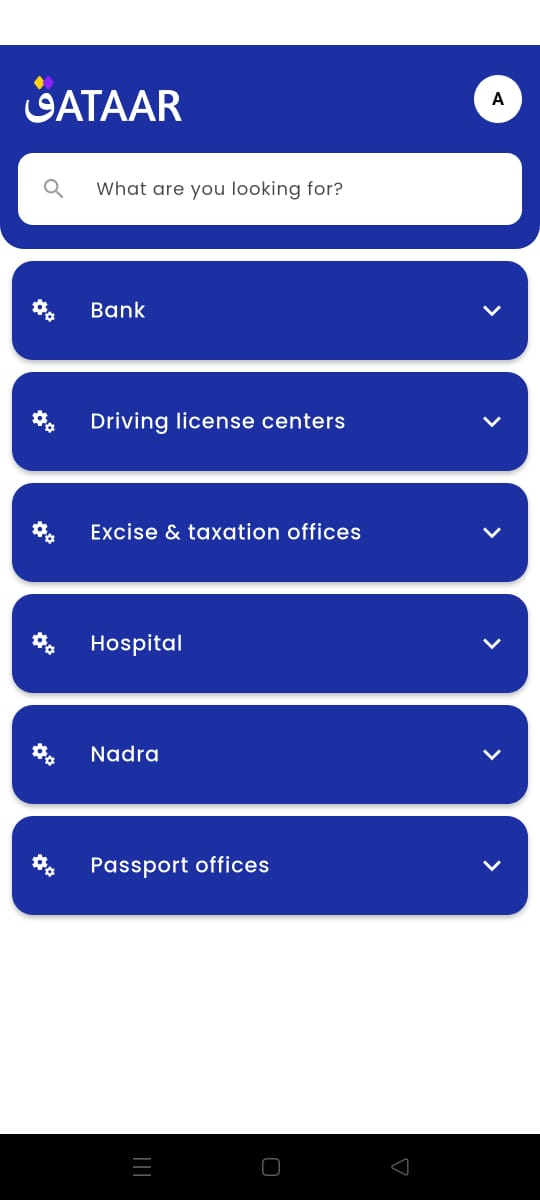 قATAAR
A
What are you looking for?
Bank
Driving license centers
Excise & taxation offices
Hospital
Nadra
Passport offices